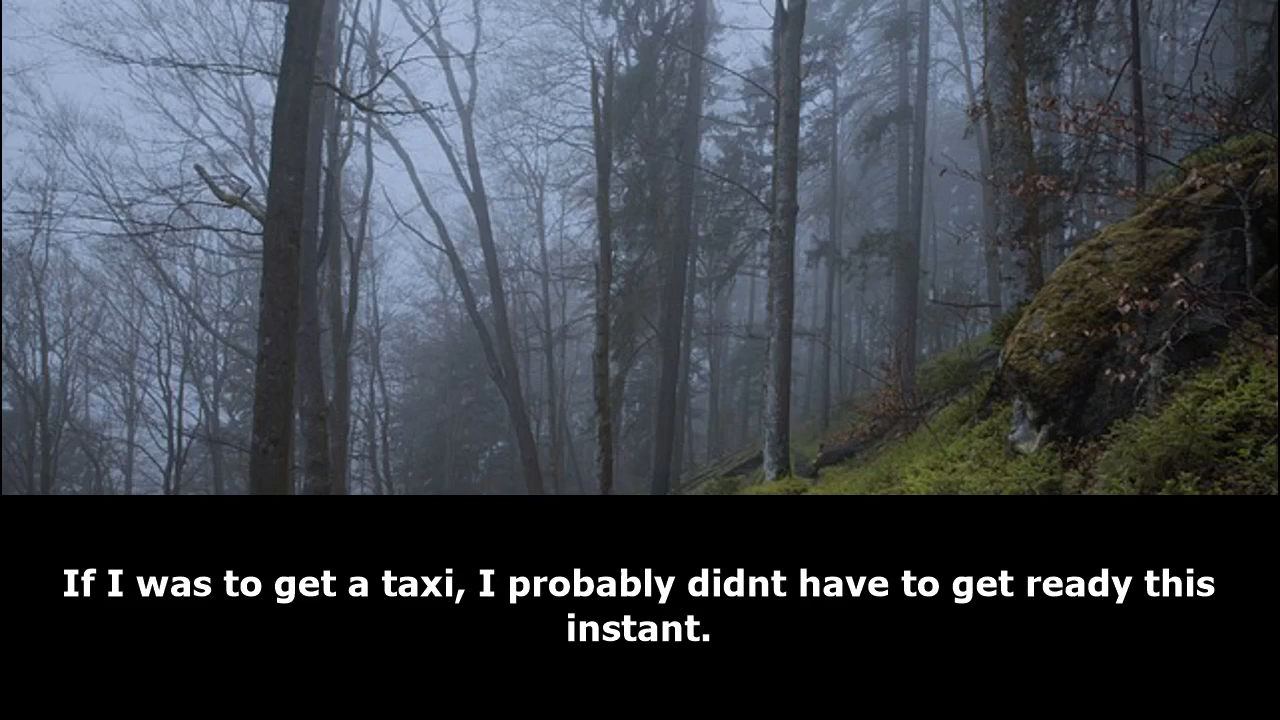 If I was to get a taxi, I probably didnt have to get ready this
instant.